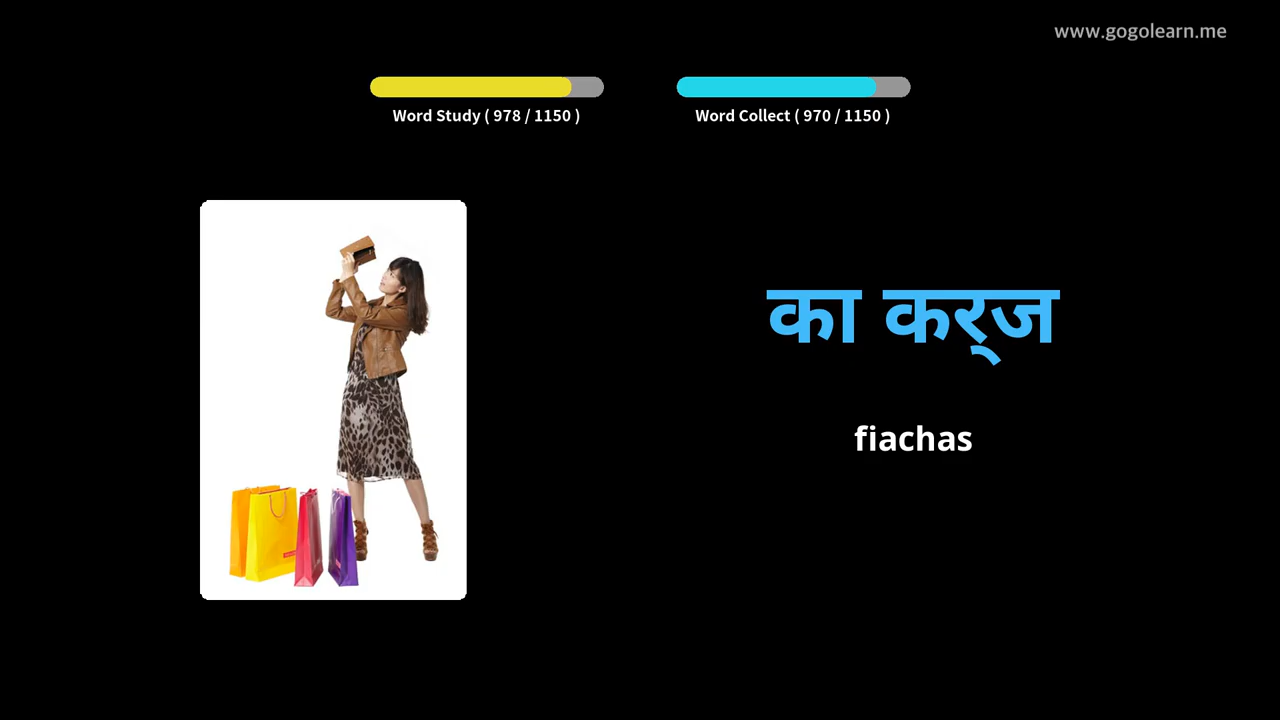 www.gogolearn.me
Word Study ( 978 / 1150 )
Word Collect ( 970 / 1150 )
का कर्‌ज
fiachas